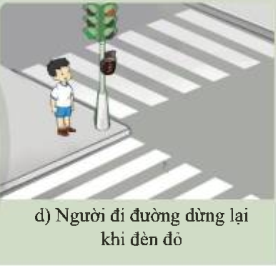 d) Người đi đường dừng lại
khi đèn đỏ